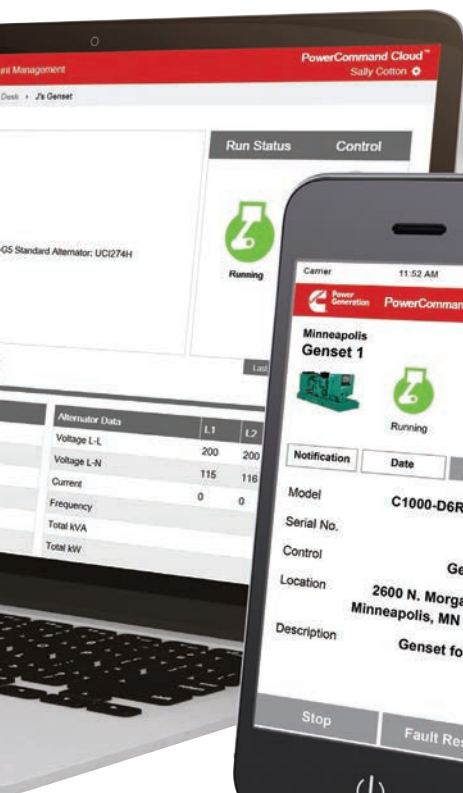 PowerCommand Cloud™
unt Management
Sally Cotton
Desk › J's Genset
Run Status Control
-G5 Standard Alternator: UCI274H
Running
Last
Alternator Data L1 L2
Voltage L-L 200 200
Voltage L-N 115 116
Current 0 0
Frequency
Total kVA
Total kW
Carrier 11:52 AM
Power
Generation
PowerComman
Minneapolis
Genset 1
Running
Notification Date
Model C1000-D6R
Serial No.
Control Ge
Location 2600 N. Morga
Minneapolis, MN
Description Genset fo
Stop Fault Res